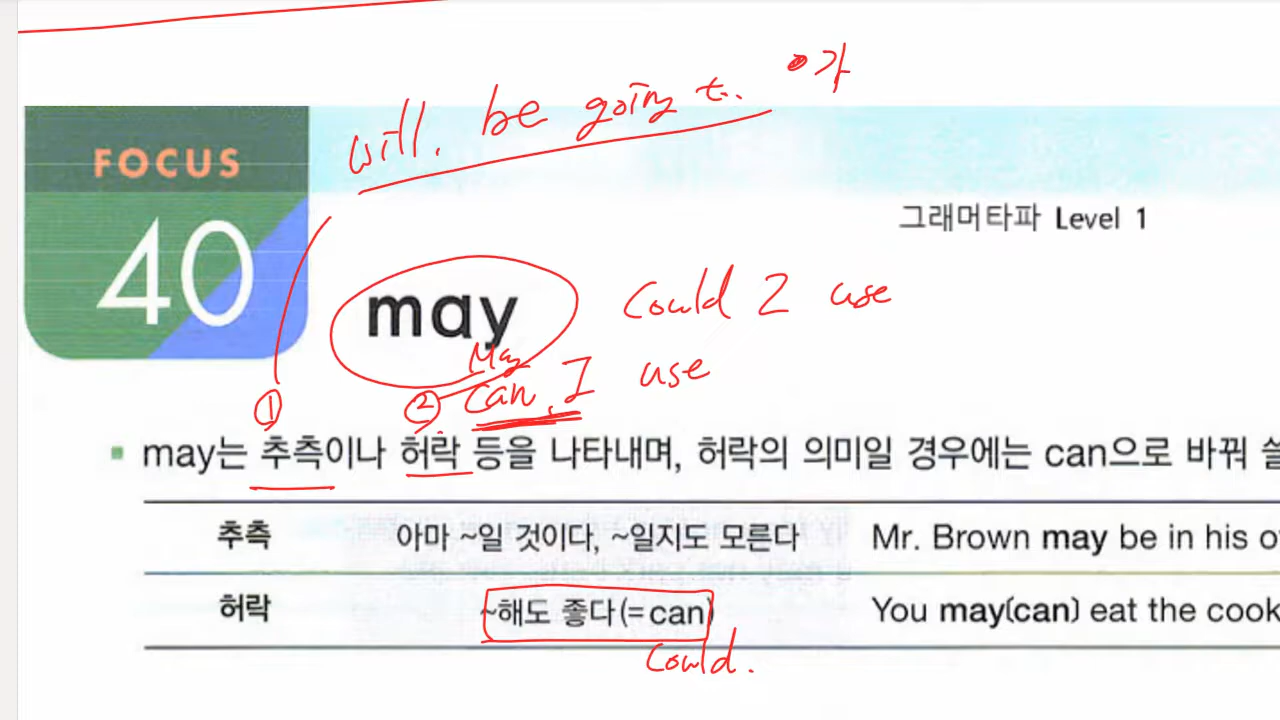 will. be going to.
FOCUS
40
그래머타파 Level 1
may
Could I use
May
can I use
① ②
may는 추측이나 허락 등을 나타내며, 허락의 의미일 경우에는 can으로 바꿔 쓸
추측 아마 ~일 것이다, ~일지도 모른다 Mr. Brown may be in his o
허락 ~해도 좋다(= can) You may(can) eat the cook
Could.